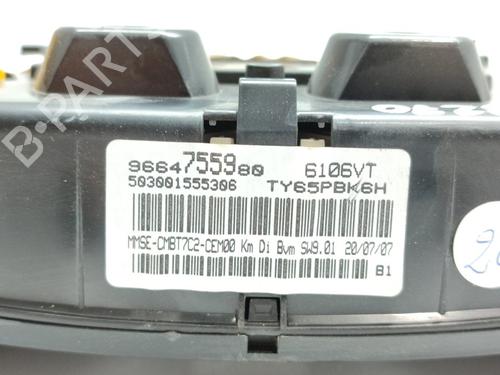 B-PARTS
9664755980 6106VT
503001555306 TY65PBK6H
MMSE-CMBT7C2-CEM00 Km Di Bvm SW9.01 20/07/07
B1